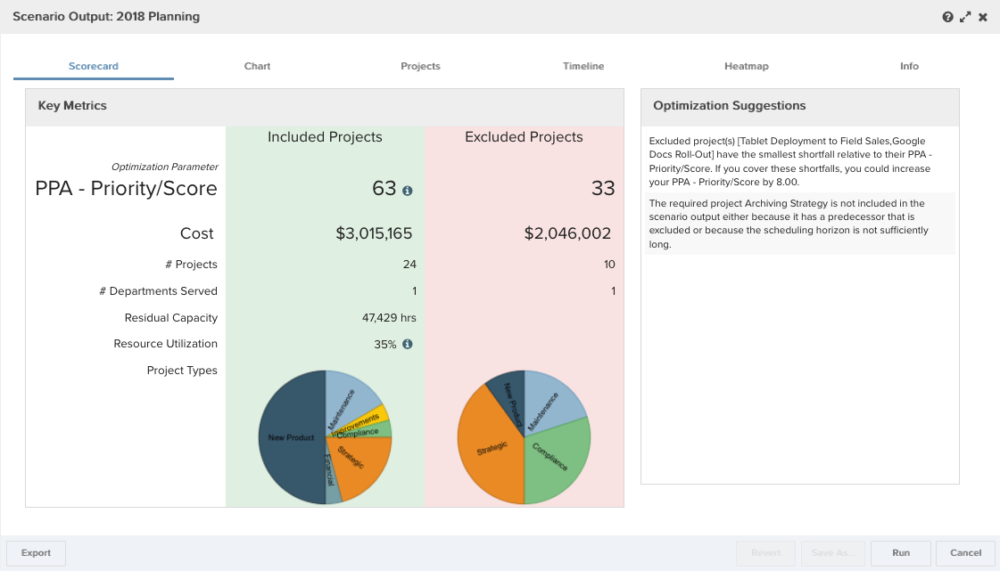 Scenario Output: 2018 Planning
Scorecard Chart Projects Timeline Heatmap Info
Key Metrics
Included Projects Excluded Projects
Optimization Parameter
PPA - Priority/Score 63 33
Cost $3,015,165 $2,046,002
# Projects 24 10
# Departments Served 1 1
Residual Capacity 47,429 hrs
Resource Utilization 35%
Project Types
Maintenance
Improvements
Compliance
Strategic
Financial
New Product
Maintenance
Compliance
Strategic
New Product
Optimization Suggestions
Excluded project(s) [Tablet Deployment to Field Sales,Google
Docs Roll-Out] have the smallest shortfall relative to their PPA -
Priority/Score. If you cover these shortfalls, you could increase
your PPA - Priority/Score by 8.00.
The required project Archiving Strategy is not included in the
scenario output either because it has a predecessor that is
excluded or because the scheduling horizon is not sufficiently
long.
Export Revert Save As... Run Cancel